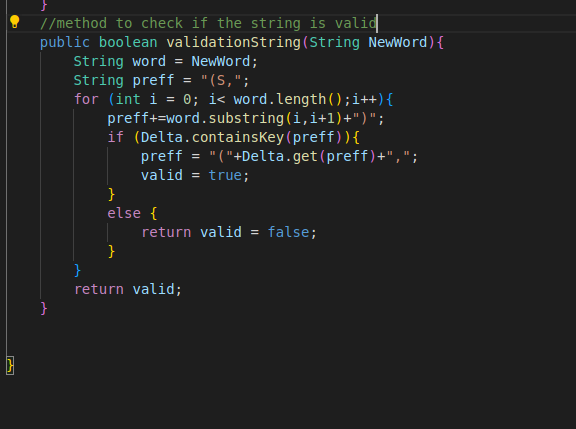 }
//method to check if the string is valid
public boolean validationString(String NewWord){
String word = NewWord;
String preff = "(S,";
for (int i = 0; i< word.length();i++){
preff+=word.substring(i,i+1)+")";
if (Delta.containsKey(preff)){
preff = "("+Delta.get(preff)+",";
valid = true;
}
else {
return valid = false;
}
}
return valid;
}
}